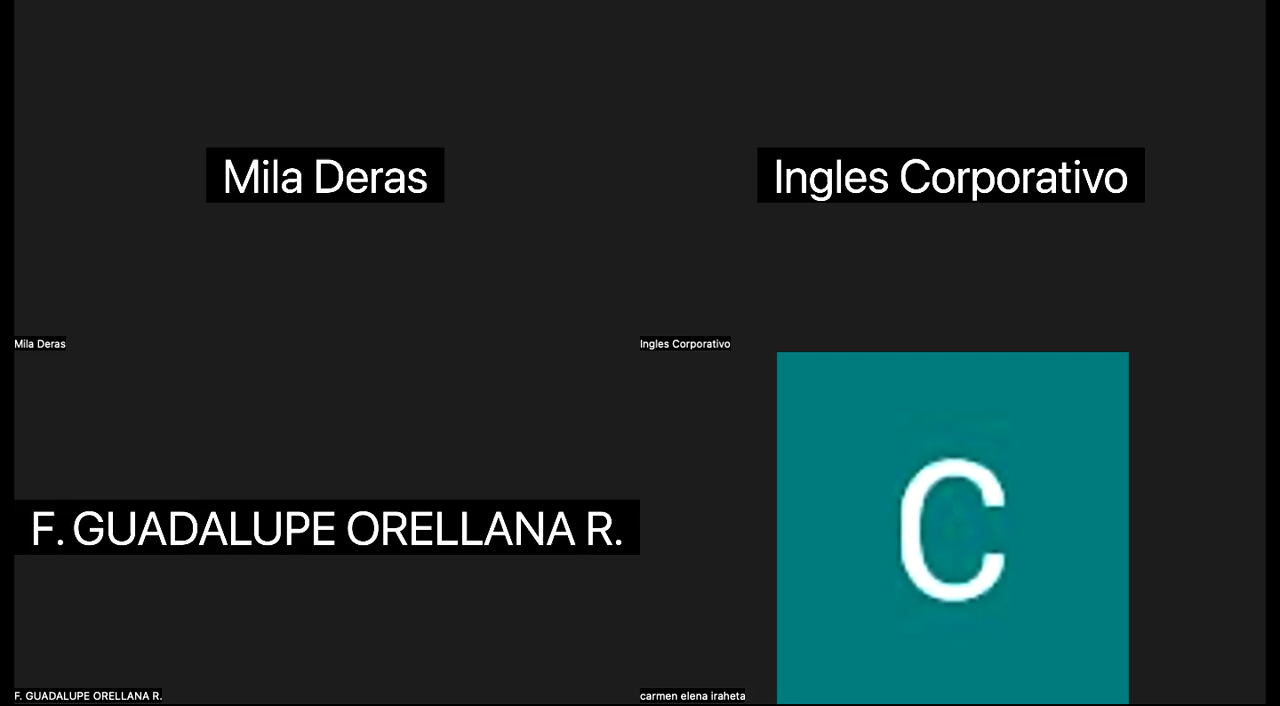 Mila Deras
Ingles Corporativo
Mila Deras
Ingles Corporativo
F. GUADALUPE ORELLANA R.
C
F. GUADALUPE ORELLANA R.
carmen elena iraheta